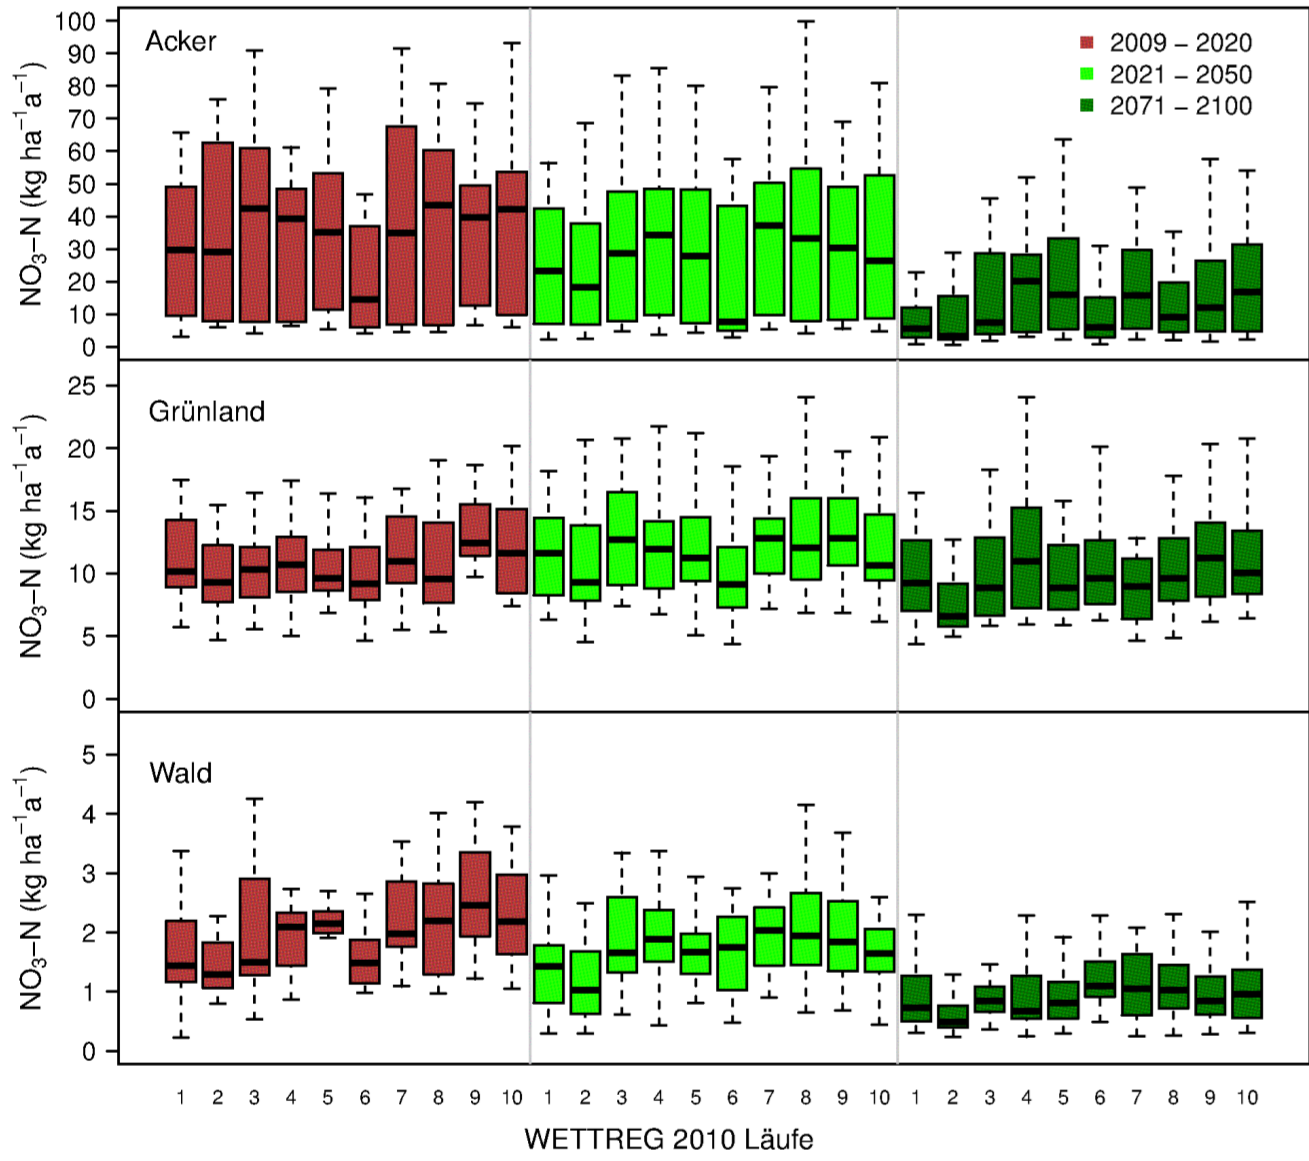 Acker
2009 – 2020
2021 – 2050
2071 – 2100
NO₃–N (kg ha⁻¹a⁻¹)
100
90
80
70
60
50
40
30
20
10
0
Grünland
NO₃–N (kg ha⁻¹a⁻¹)
25
20
15
10
5
0
Wald
NO₃–N (kg ha⁻¹a⁻¹)
5
4
3
2
1
0
1 2 3 4 5 6 7 8 9 10 1 2 3 4 5 6 7 8 9 10 1 2 3 4 5 6 7 8 9 10
WETTREG 2010 Läufe